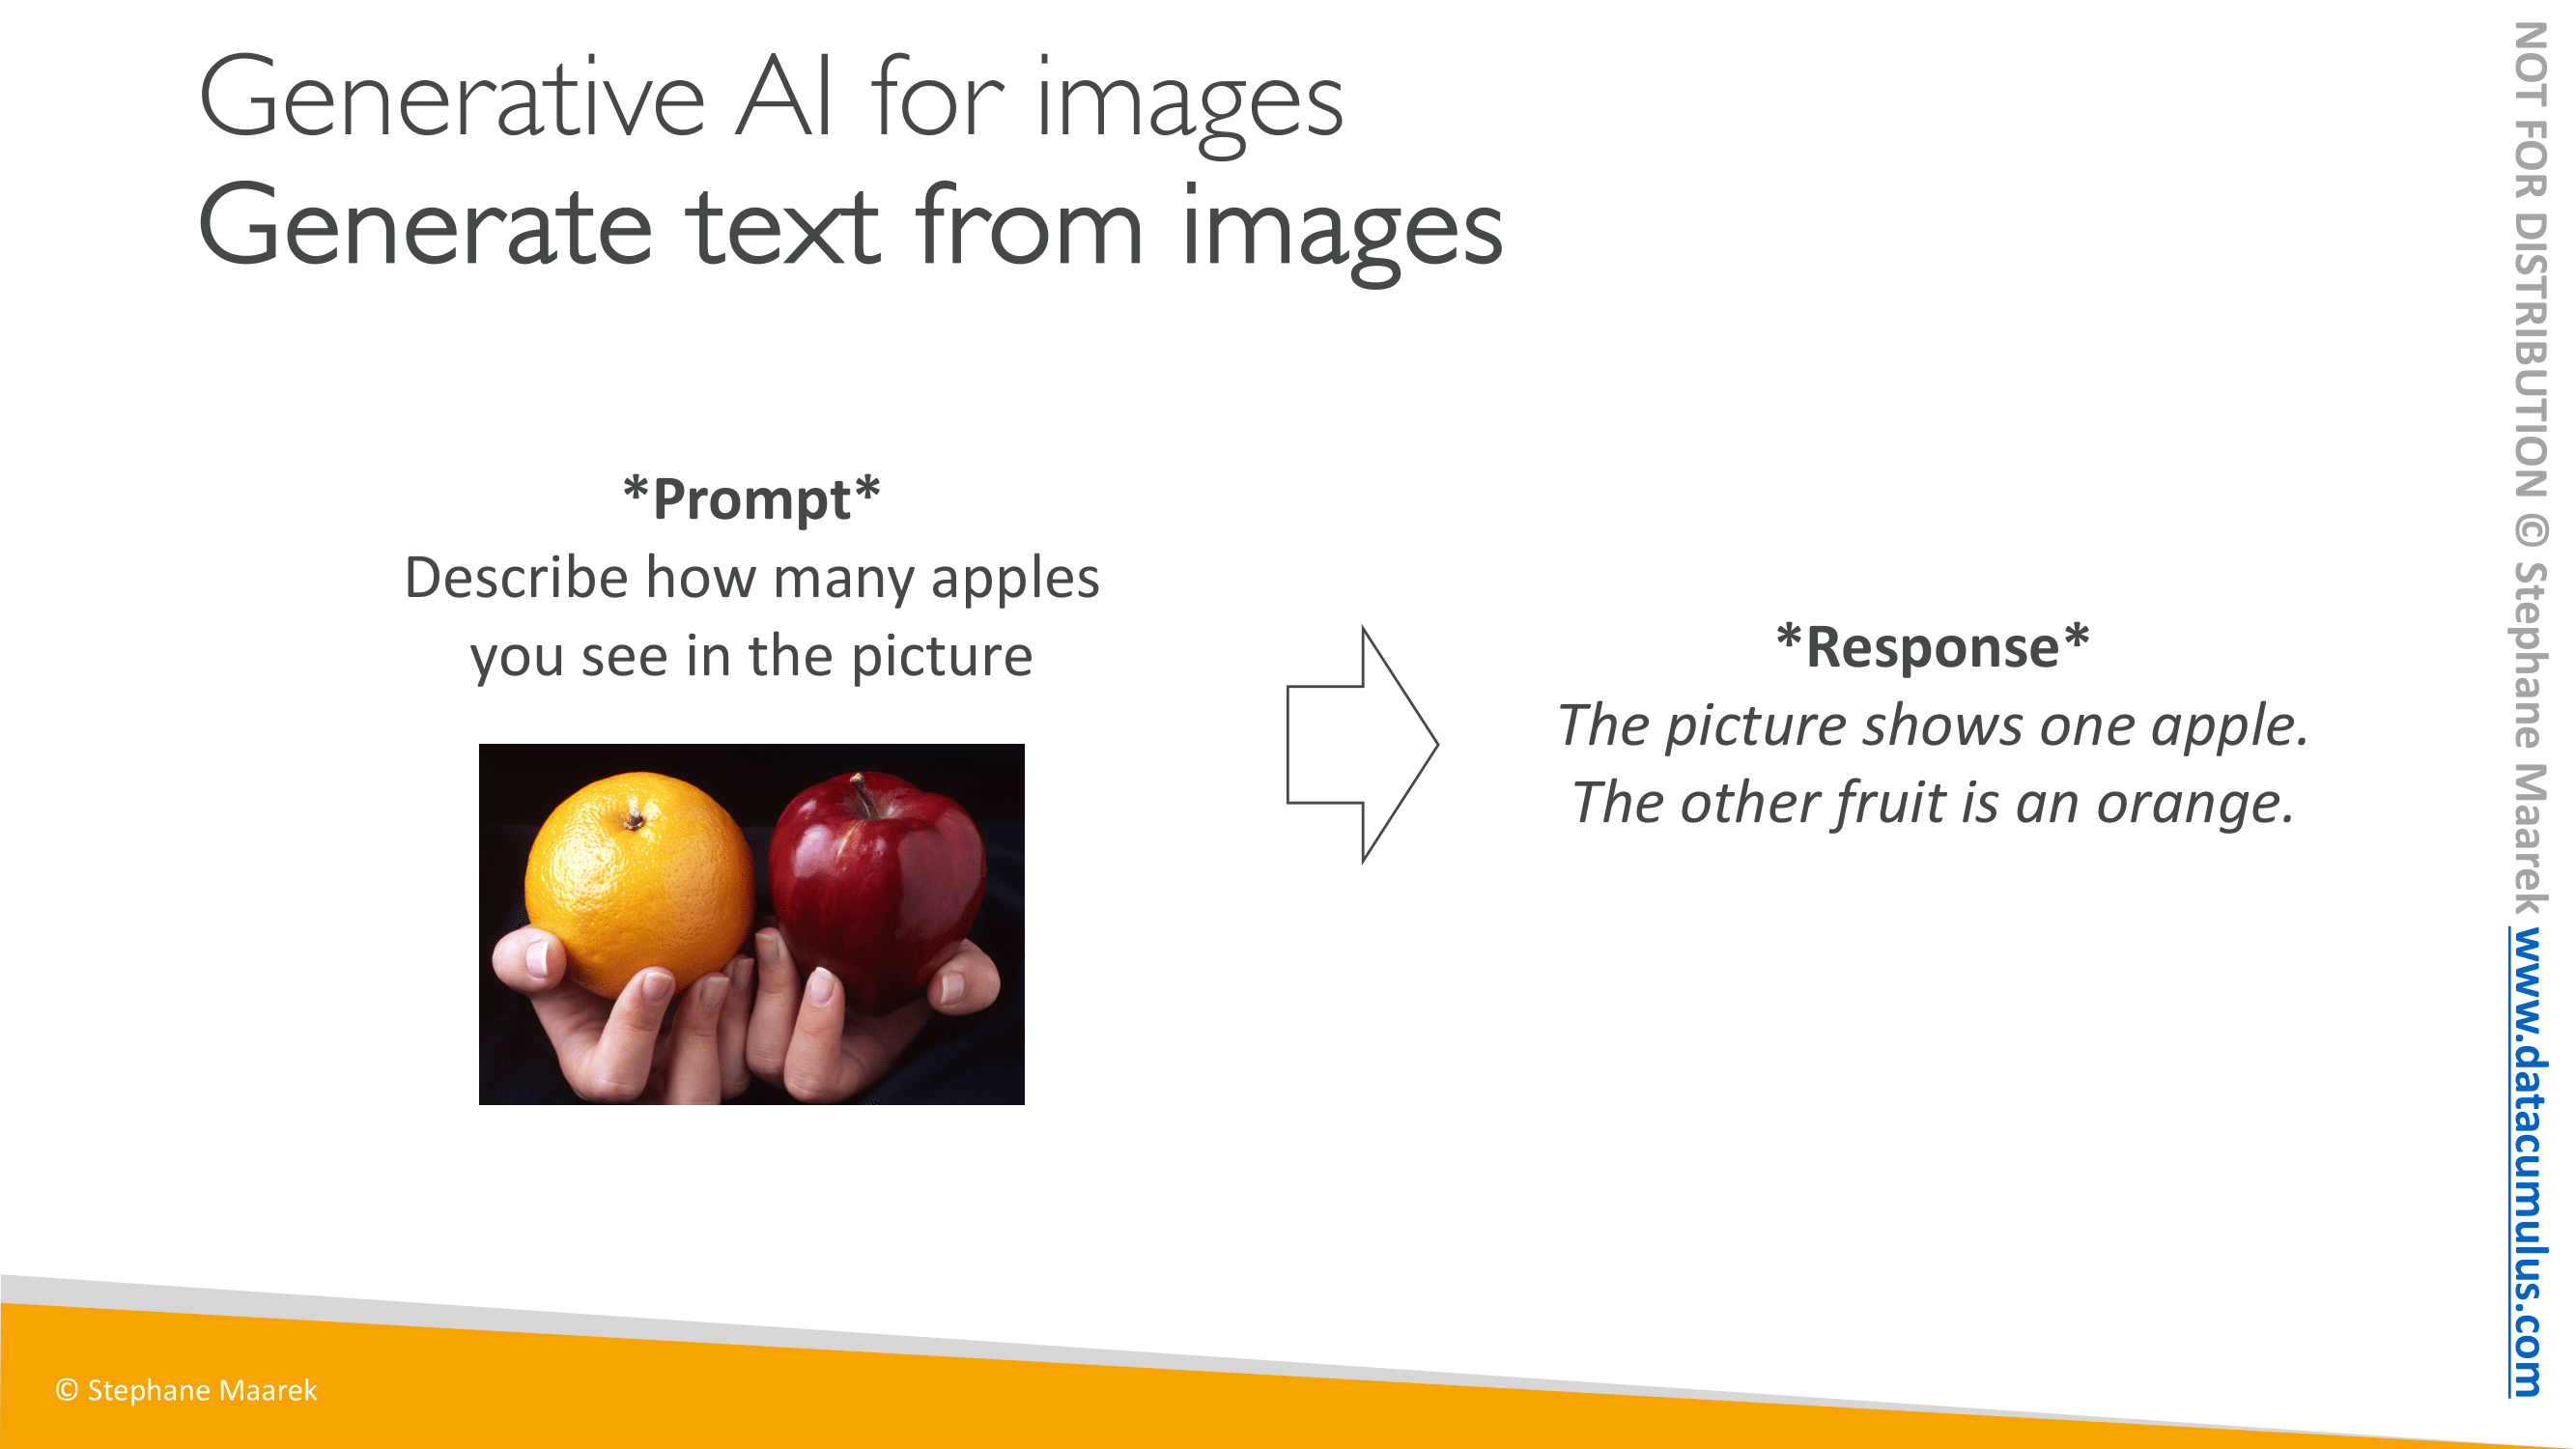 Generative AI for images
Generate text from images
*Prompt*
Describe how many apples
you see in the picture
*Response*
The picture shows one apple.
The other fruit is an orange.
© Stephane Maarek
NOT FOR DISTRIBUTION © Stephane Maarek www.datacumulus.com